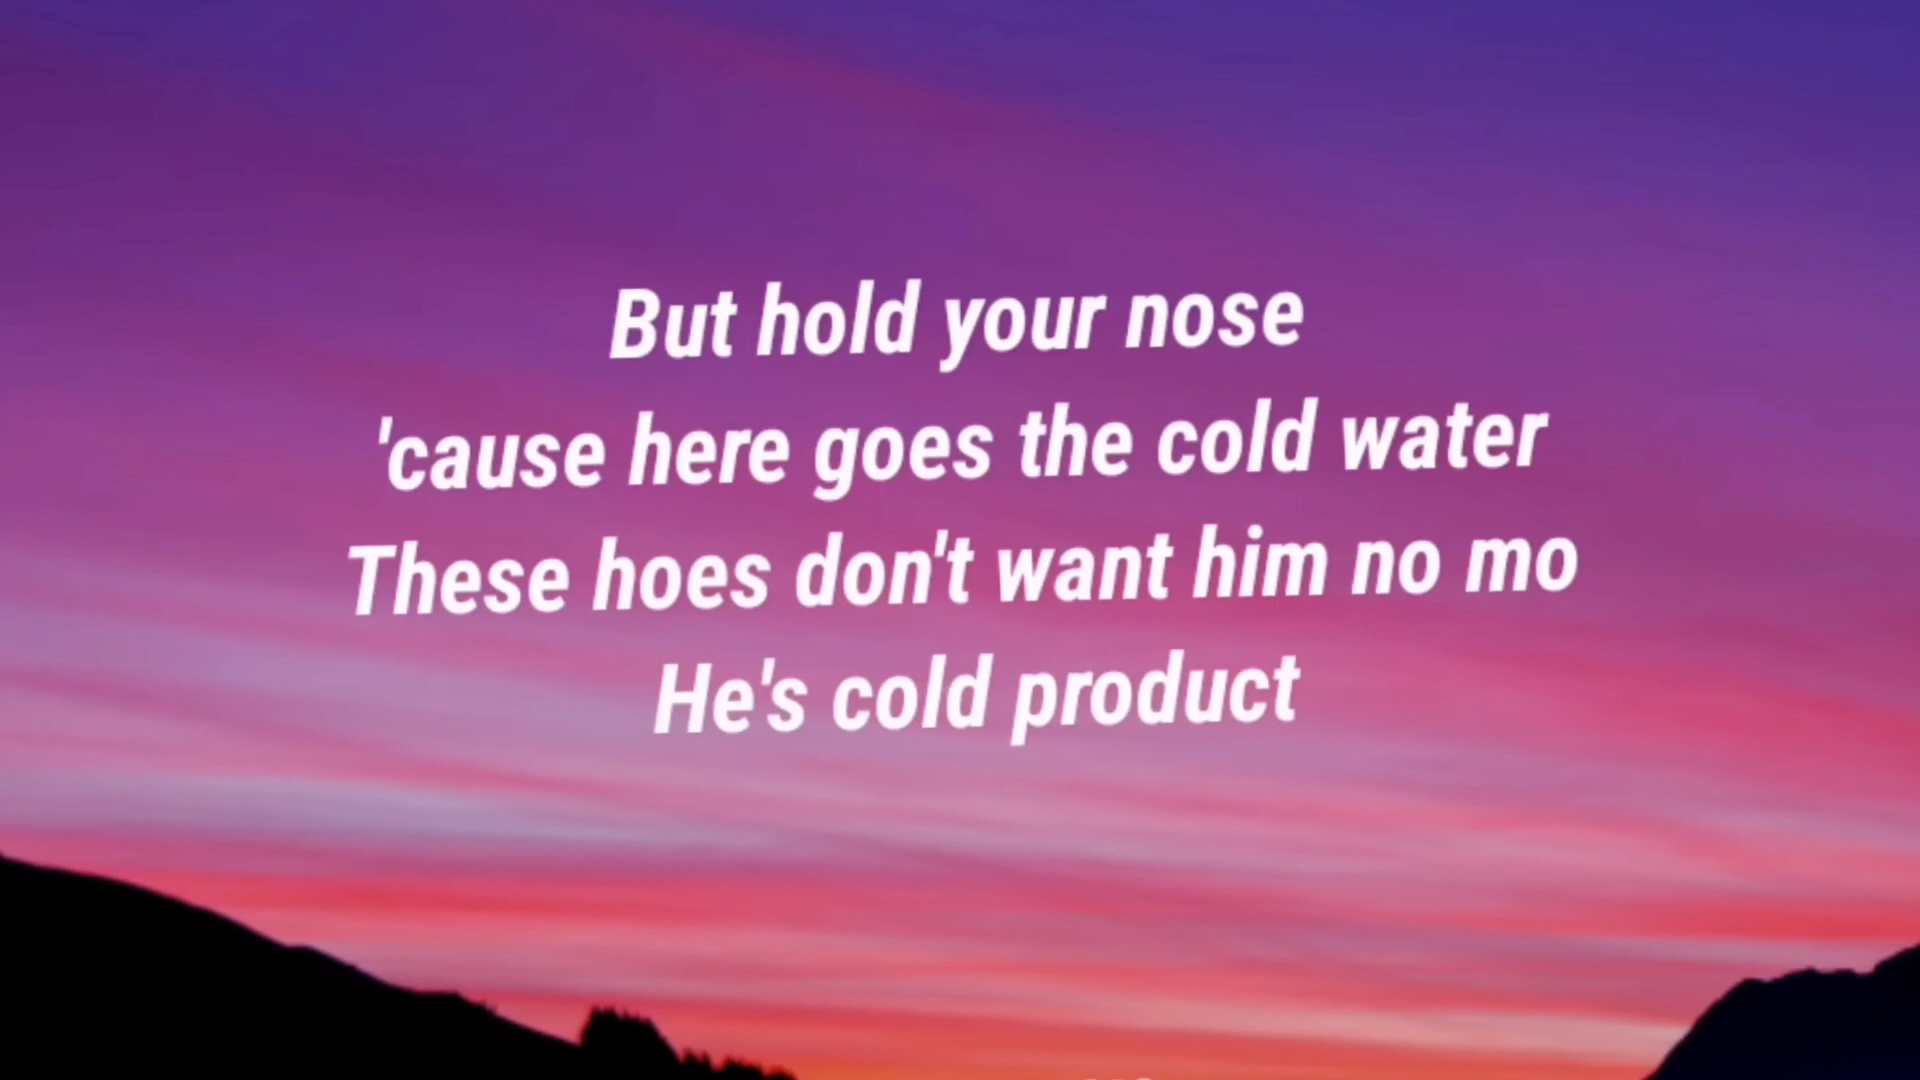 But hold your nose
'cause here goes the cold water
These hoes don't want him no mo
He's cold product